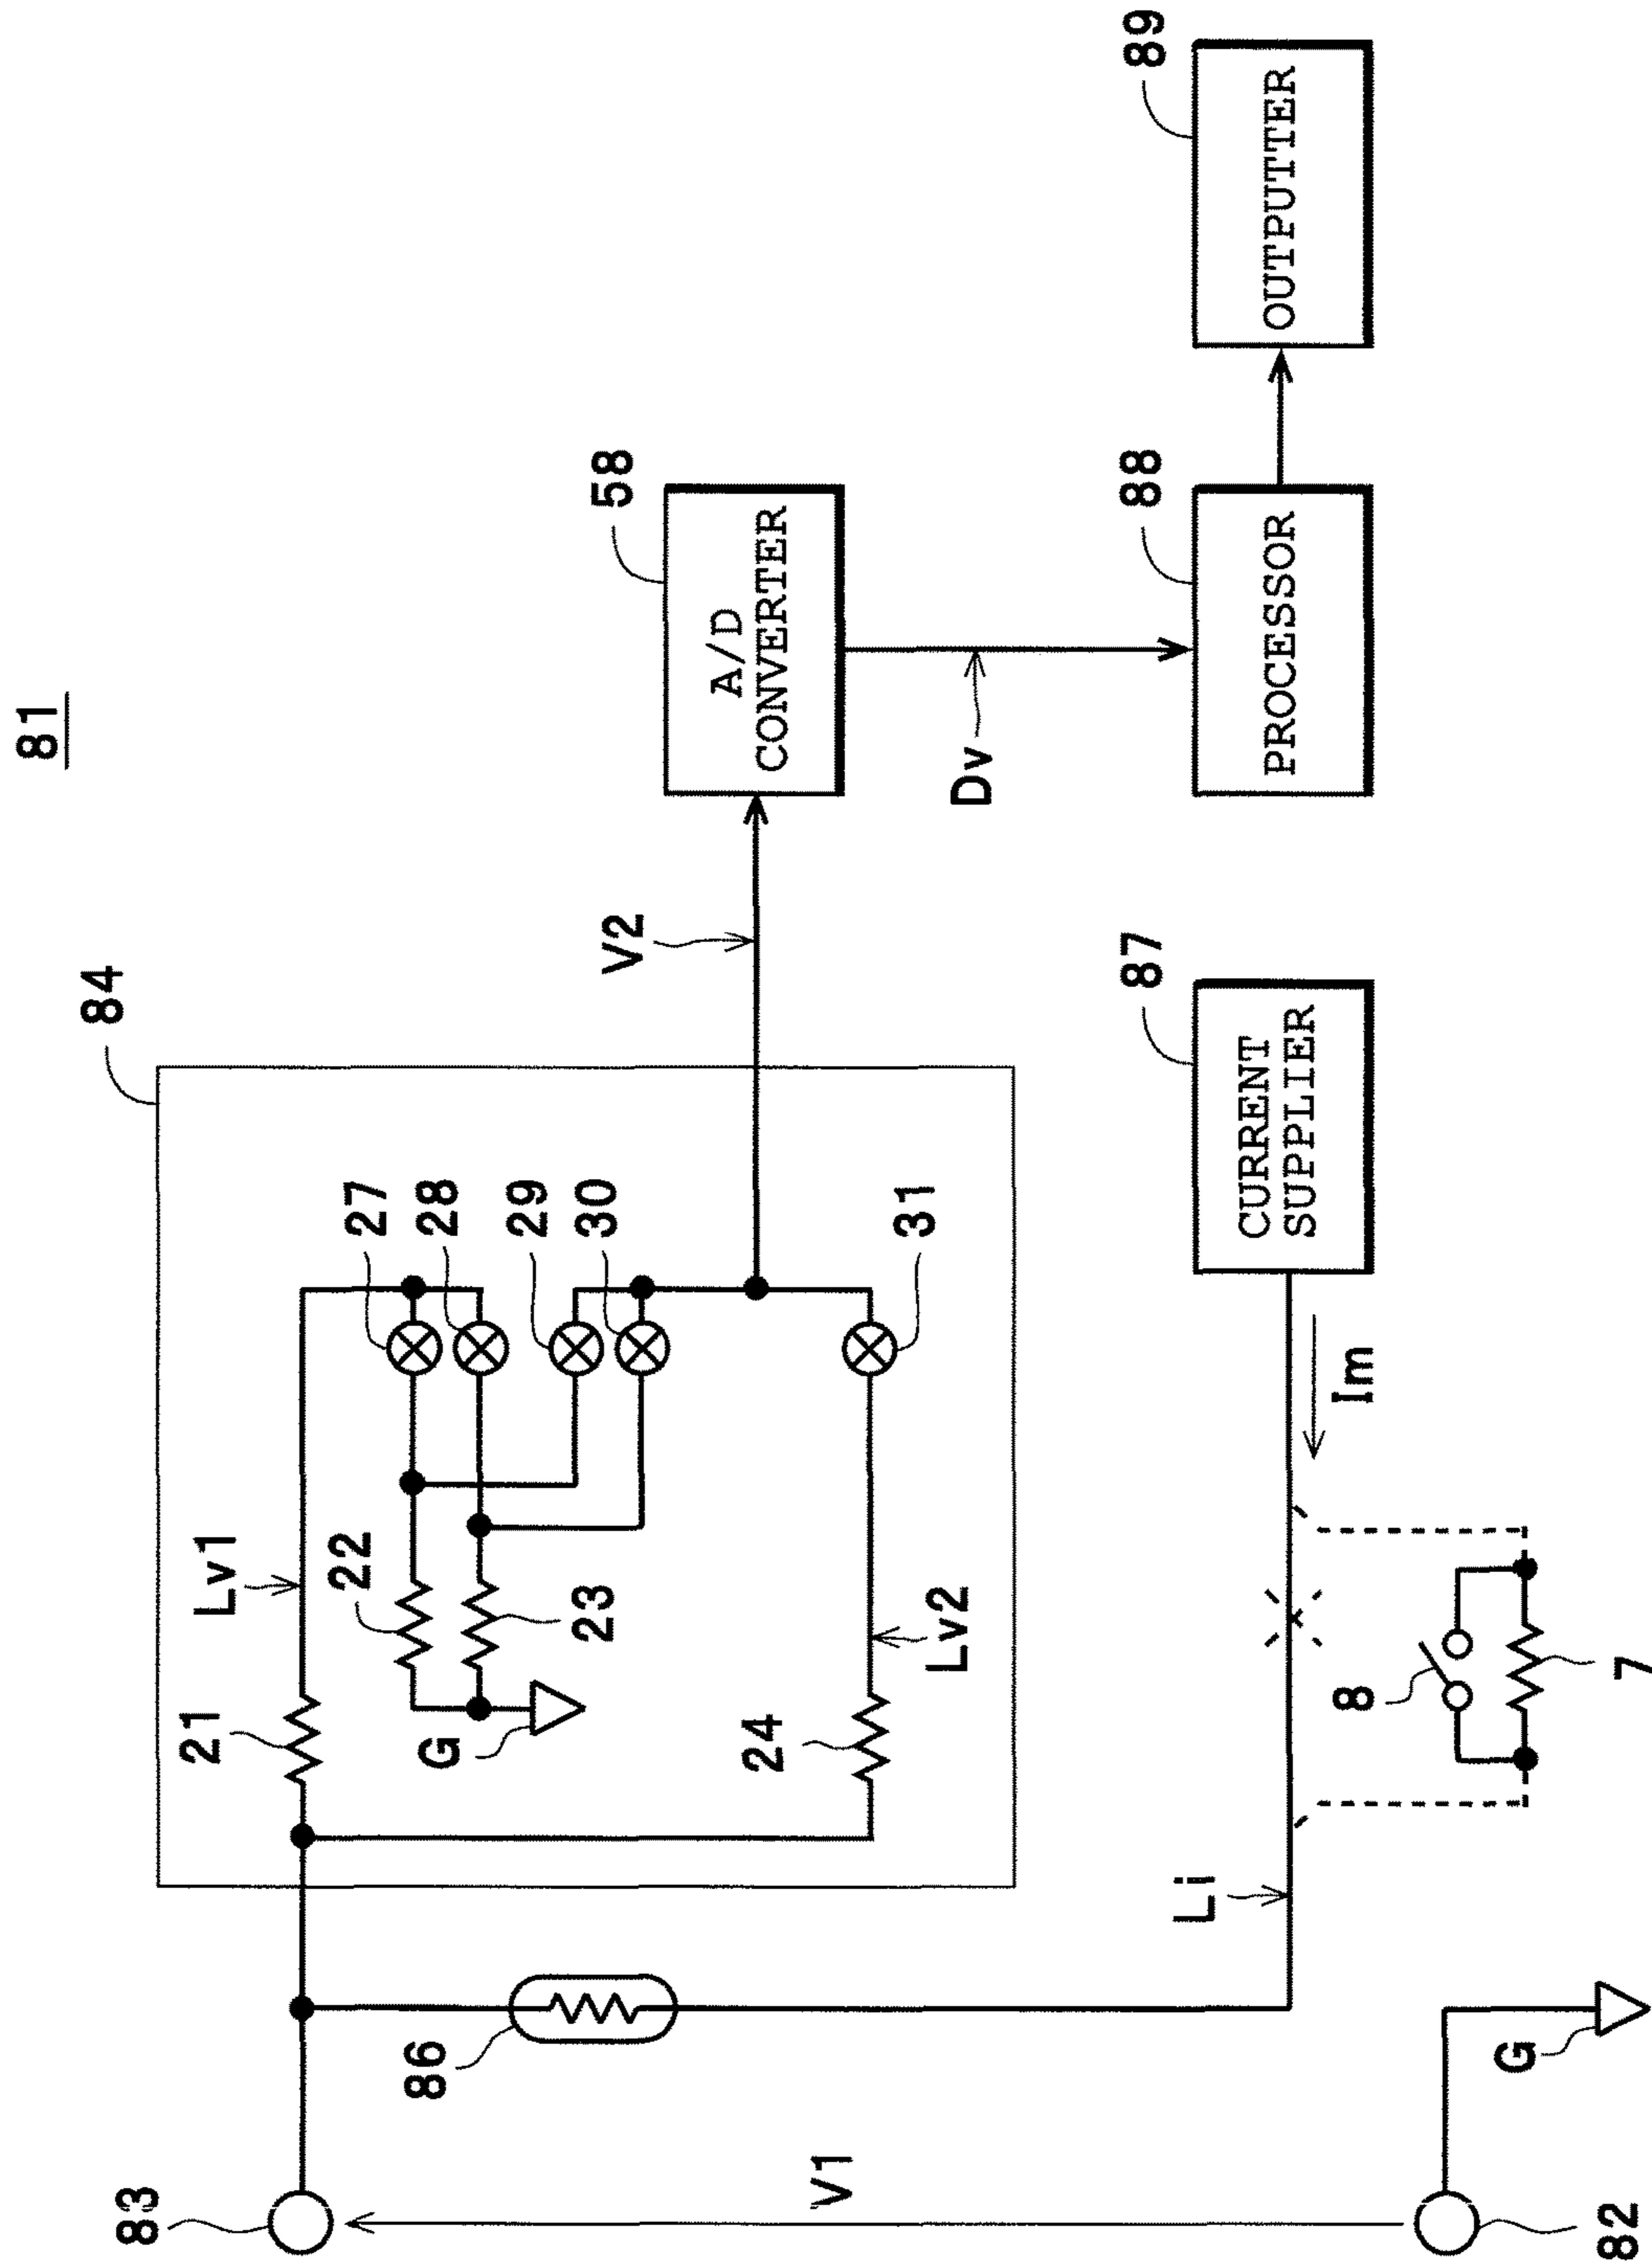 81
84
58
89
V2
A/D
CONVERTER
OUTPUTTER
Lv1
27
28
29
30
31
21
22
23
G
24
Lv2
Dv
88
PROCESSOR
87
CURRENT
SUPPLIER
Im
86
Li
8
7
83
V1
82
G